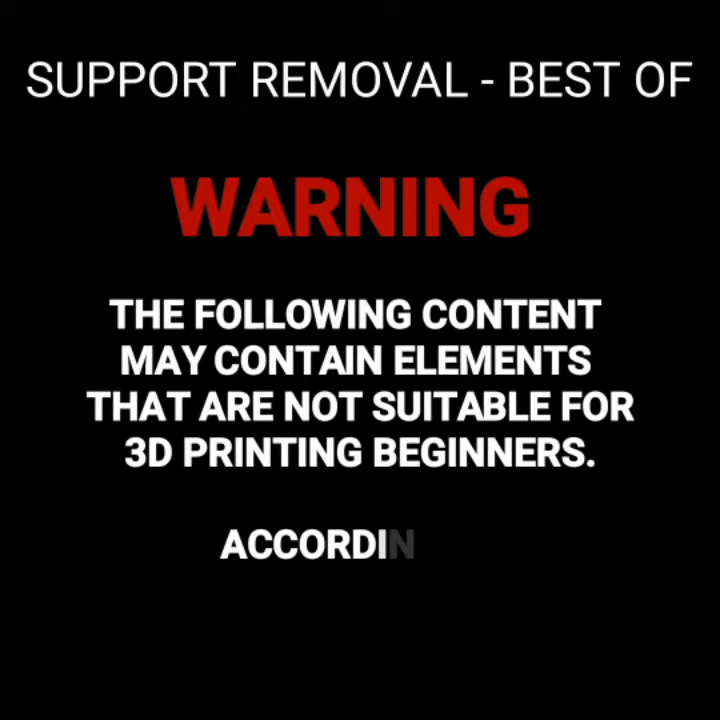 SUPPORT REMOVAL - BEST OF
WARNING
THE FOLLOWING CONTENT
MAY CONTAIN ELEMENTS
THAT ARE NOT SUITABLE FOR
3D PRINTING BEGINNERS.
ACCORDIN